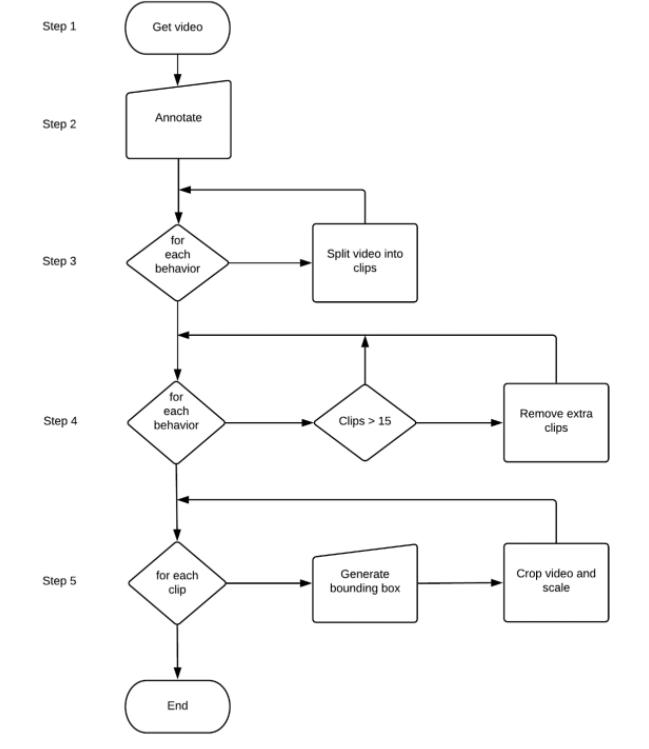 Step 1
Get video
Step 2
Annotate
Step 3
for
each
behavior
Split video into
clips
Step 4
for
each
behavior
Clips > 15
Remove extra
clips
Step 5
for each
clip
Generate
bounding box
Crop video and
scale
End